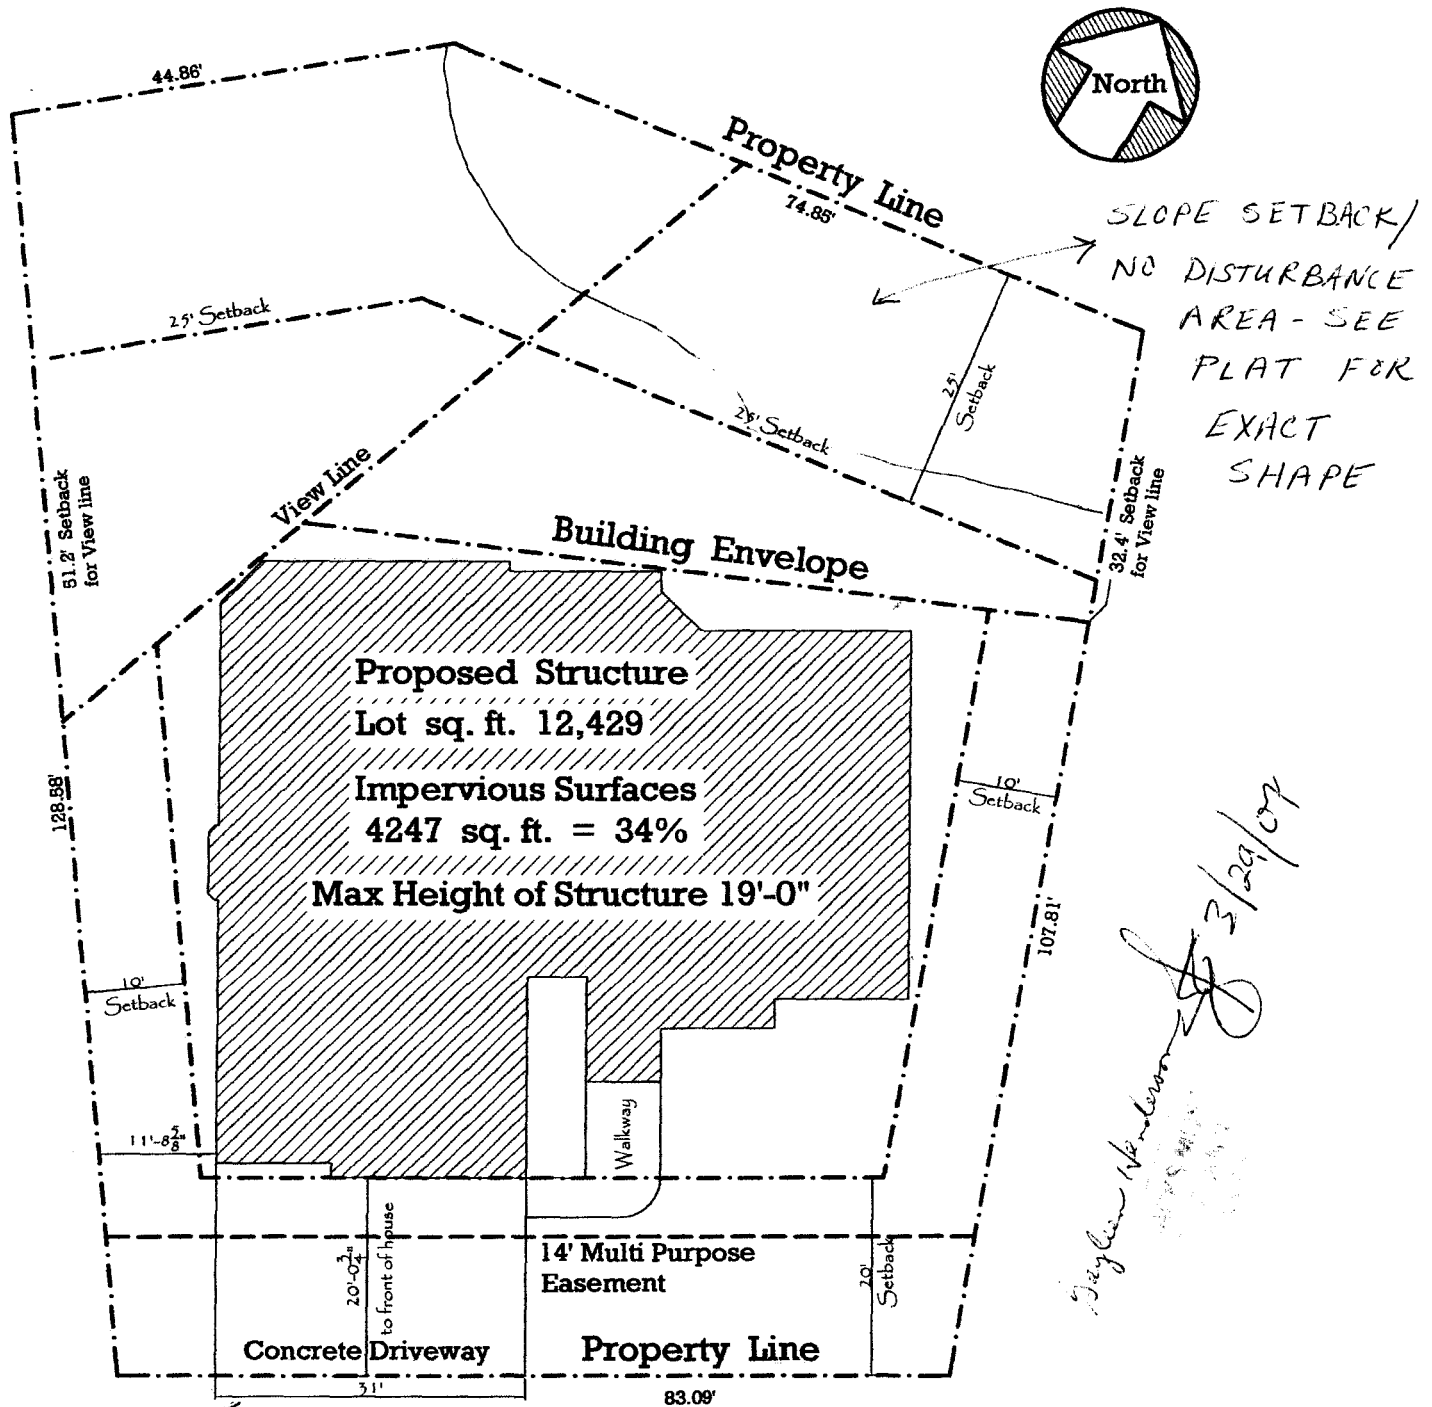 44.86'
North
Property Line
74.85'
SLOPE SETBACK/
NO DISTURBANCE
AREA - SEE
PLAT FOR
EXACT
SHAPE
25' Setback
25'
Setback
25' Setback
View Line
51.2' Setback
for View line
32.4' Setback
for View line
Building Envelope
Proposed Structure
Lot sq. ft. 12,429
Impervious Surfaces
4247 sq. ft. = 34%
Max Height of Structure 19'-0"
128.58'
10'
Setback
107.81'
10'
Setback
3/29/07
Henderson
11'-8 5/8"
Walkway
20'-0 3/4"
to front of house
14' Multi Purpose
Easement
20'
Setback
Concrete Driveway
Property Line
31'
83.09'